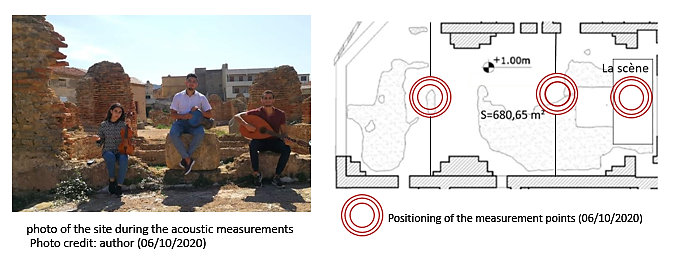 +1.00m
La scène
S=680,65 m²
Positioning of the measurement points (06/10/2020)
photo of the site during the acoustic measurements
Photo credit: author (06/10/2020)